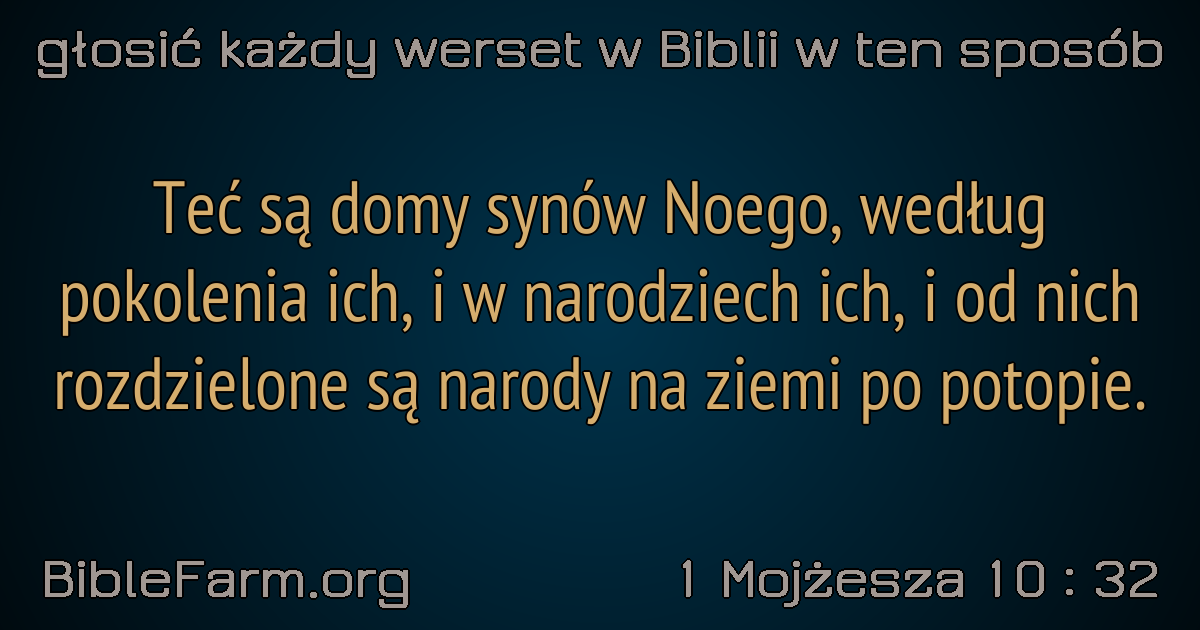 głosić każdy werset w Biblii w ten sposób
Teć są domy synów Noego, według
pokolenia ich, i w narodziech ich, i od nich
rozdzielone są narody na ziemi po potopie.
BibleFarm.org
1 Mojżesza 10 : 32